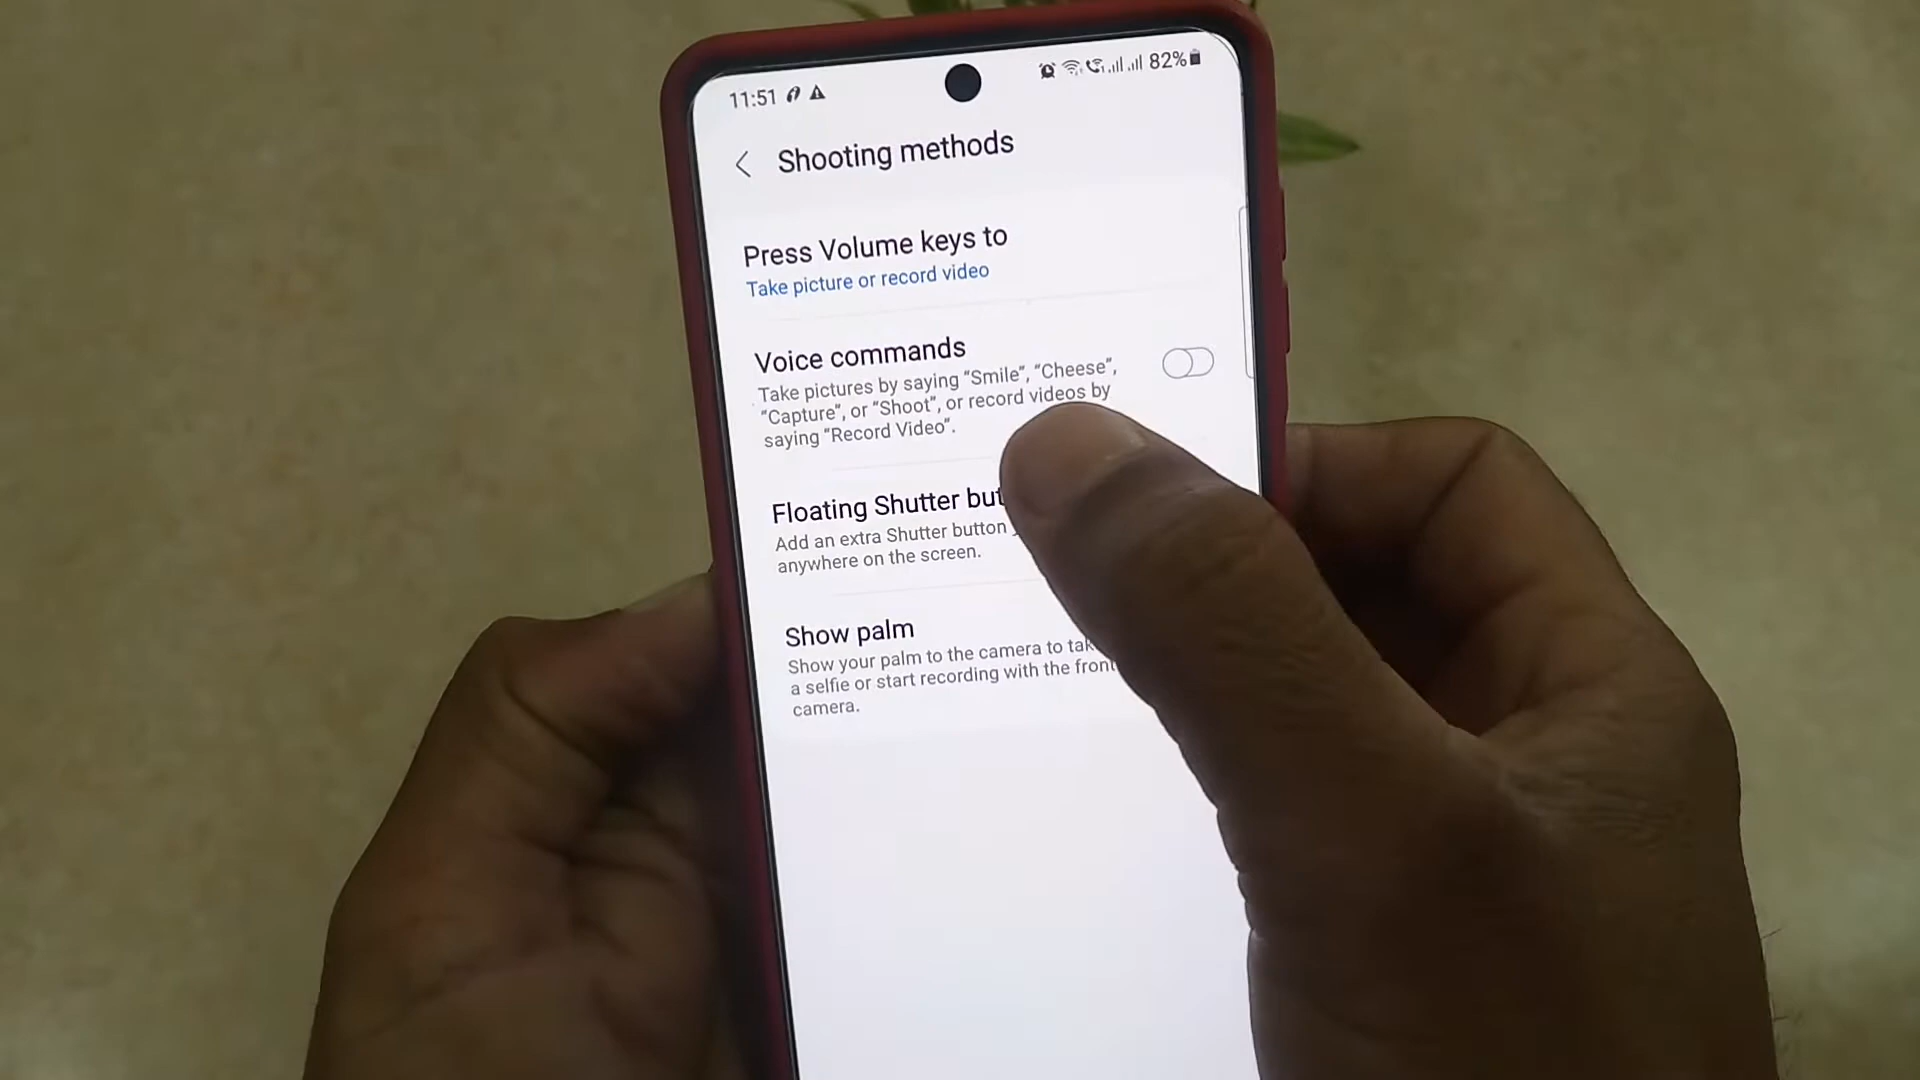 11:51
82%
Shooting methods
Press Volume keys to
Take picture or record video
Voice commands
Take pictures by saying "Smile", "Cheese",
"Capture", or "Shoot", or record videos by
saying "Record Video".
Floating Shutter
Add an extra Shutter button
anywhere on the screen.
Show palm
Show your palm to the camera to
a selfie or start recording with the front
camera.